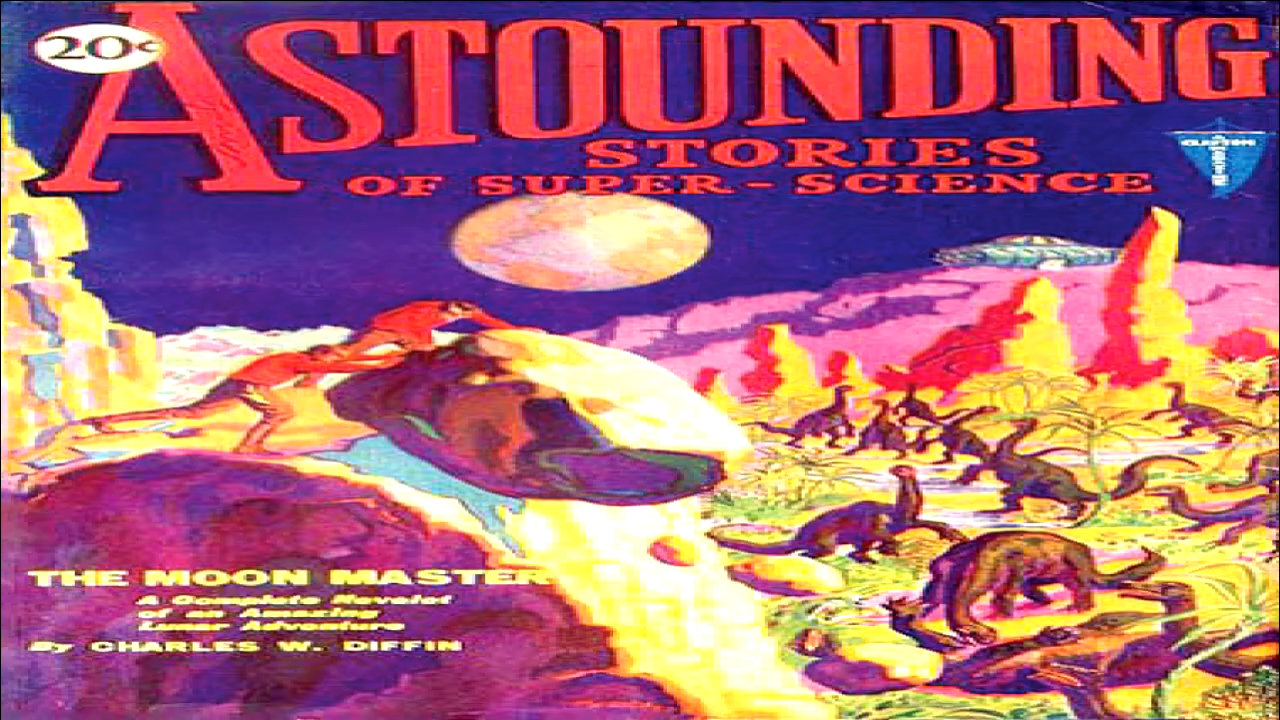 20¢
ASTOUNDING
STORIES
OF SUPER-SCIENCE
CLAYTON
THE MOON MASTER
A Complete Novelet
of an Amazing
Lunar Adventure
By CHARLES W. DIFFIN